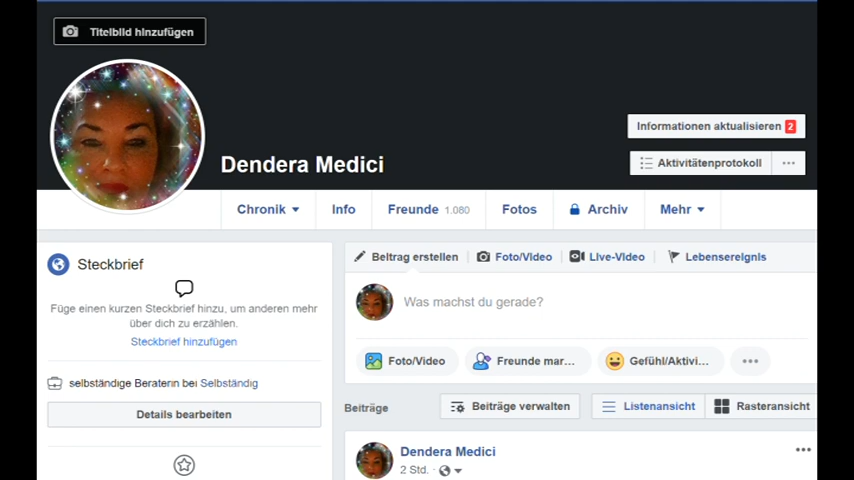 Titelbild hinzufügen
Informationen aktualisieren 2
Dendera Medici
Aktivitätenprotokoll
Chronik Info Freunde 1.080 Fotos Archiv Mehr
Steckbrief
Füge einen kurzen Steckbrief hinzu, um anderen mehr
über dich zu erzählen.
Steckbrief hinzufügen
selbständige Beraterin bei Selbständig
Details bearbeiten
Beitrag erstellen Foto/Video Live-Video Lebensereignis
Was machst du gerade?
Foto/Video Freunde mar... Gefühl/Aktivi...
Beiträge Beiträge verwalten Listenansicht Rasteransicht
Dendera Medici
2 Std.